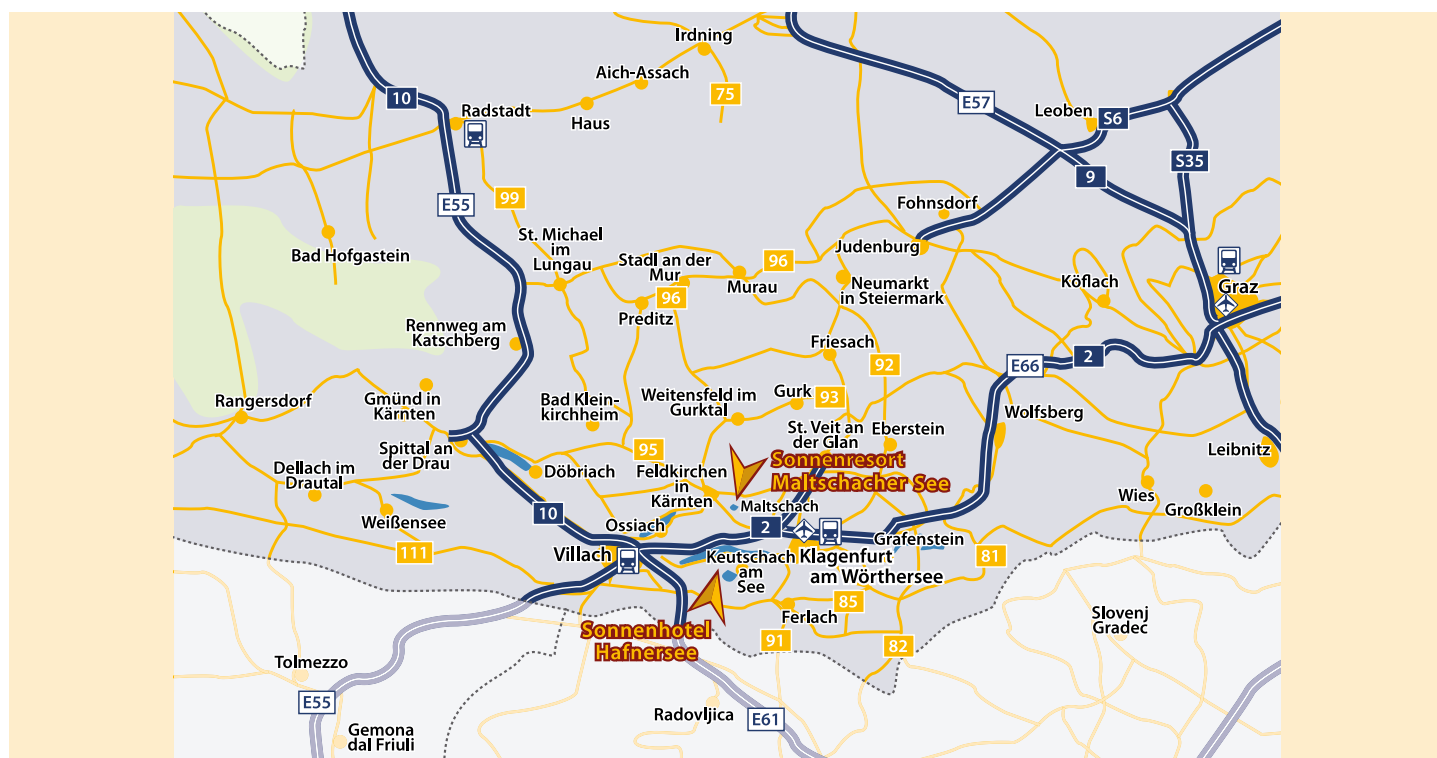 Irdning
Aich-Assach
75
10
E57
Haus
Radstadt
Leoben
S6
S35
9
99
E55
Fohnsdorf
St. Michael
im
Lungau
Judenburg
Bad Hofgastein
Stadl an der
Mur
96
Murau
Neumarkt
in Steiermark
Köflach
Graz
96
Preditz
Rennweg am
Katschberg
Friesach
92
2
E66
Rangersdorf
Gmünd in
Kärnten
Bad Klein-
kirchheim
Weitensfeld im
Gurktal
Gurk
93
Wolfsberg
St. Veit an
der Glan
Eberstein
Spittal an
der Drau
95
Leibnitz
Dellach im
Drautal
Döbriach
Feldkirchen
in
Kärnten
Sonnenresort
Maltschacher See
Wies
Großklein
Weißensee
10
Ossiach
Maltschach
2
Grafenstein
111
Villach
Keutschach
am
See
Klagenfurt
am Wörthersee
81
85
Ferlach
Slovenj
Gradec
Sonnenhotel
Hafnersee
91
82
Tolmezzo
E55
Radovljica
E61
Gemona
dal Friuli